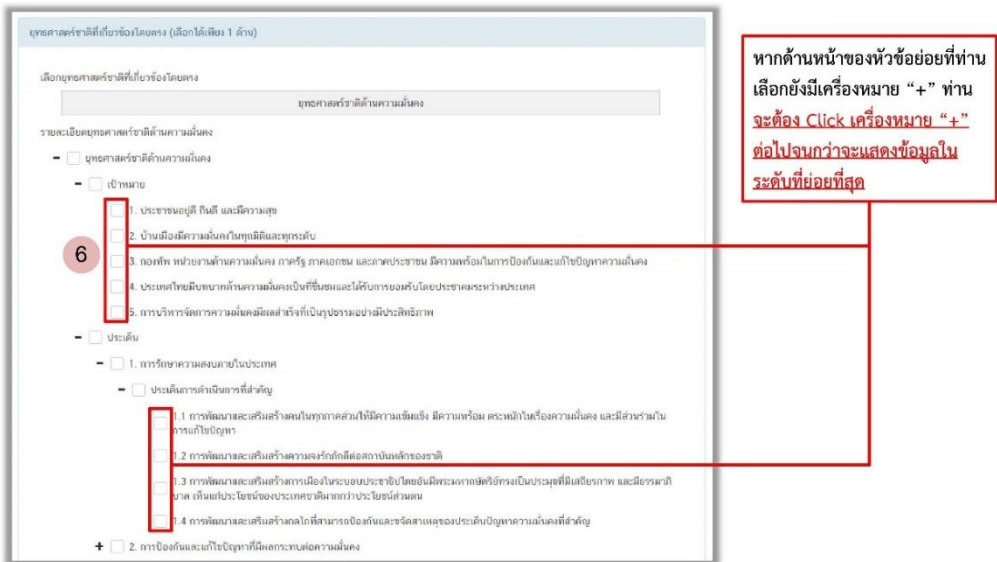 ยุทธศาสตร์ชาติที่เกี่ยวข้องโดยตรง (เลือกได้เพียง 1 ด้าน)
เลือกยุทธศาสตร์ชาติที่เกี่ยวข้องโดยตรง
ยุทธศาสตร์ชาติด้านความมั่นคง
รายละเอียดยุทธศาสตร์ชาติด้านความมั่นคง
− ยุทธศาสตร์ชาติด้านความมั่นคง
− เป้าหมาย
1. ประชาชนอยู่ดี กินดี และมีความสุข
2. บ้านเมืองมีความมั่นคงในทุกมิติและทุกระดับ
6
3. กองทัพ หน่วยงานด้านความมั่นคง ภาครัฐ ภาคเอกชน และภาคประชาชน มีความพร้อมในการป้องกันและแก้ไขปัญหาความมั่นคง
4. ประเทศไทยมีบทบาทด้านความมั่นคงเป็นที่ชื่นชมและได้รับการยอมรับโดยประชาคมระหว่างประเทศ
5. การบริหารจัดการความมั่นคงมีผลสำเร็จที่เป็นรูปธรรมอย่างมีประสิทธิภาพ
− ประเด็น
− 1. การรักษาความสงบภายในประเทศ
− ประเด็นการดำเนินการที่สำคัญ
1.1 การพัฒนาและเสริมสร้างคนในทุกภาคส่วนให้มีความเข้มแข็ง มีความพร้อม ตระหนักในเรื่องความมั่นคง และมีส่วนร่วมใน
การแก้ไขปัญหา
1.2 การพัฒนาและเสริมสร้างความจงรักภักดีต่อสถาบันหลักของชาติ
1.3 การพัฒนาและเสริมสร้างการเมืองในระบอบประชาธิปไตยอันมีพระมหากษัตริย์ทรงเป็นประมุขที่มีเสถียรภาพ และมีธรรมาภิ
บาล เห็นแก่ประโยชน์ของประเทศชาติมากกว่าประโยชน์ส่วนตน
1.4 การพัฒนาและเสริมสร้างกลไกที่สามารถป้องกันและขจัดสาเหตุของประเด็นปัญหาความมั่นคงที่สำคัญ
+ 2. การป้องกันและแก้ไขปัญหาที่มีผลกระทบต่อความมั่นคง
หากด้านหน้าของหัวข้อย่อยที่ท่าน
เลือกยังมีเครื่องหมาย “+” ท่าน
จะต้อง Click เครื่องหมาย “+”
ต่อไปจนกว่าจะแสดงข้อมูลใน
ระดับที่ย่อยที่สุด